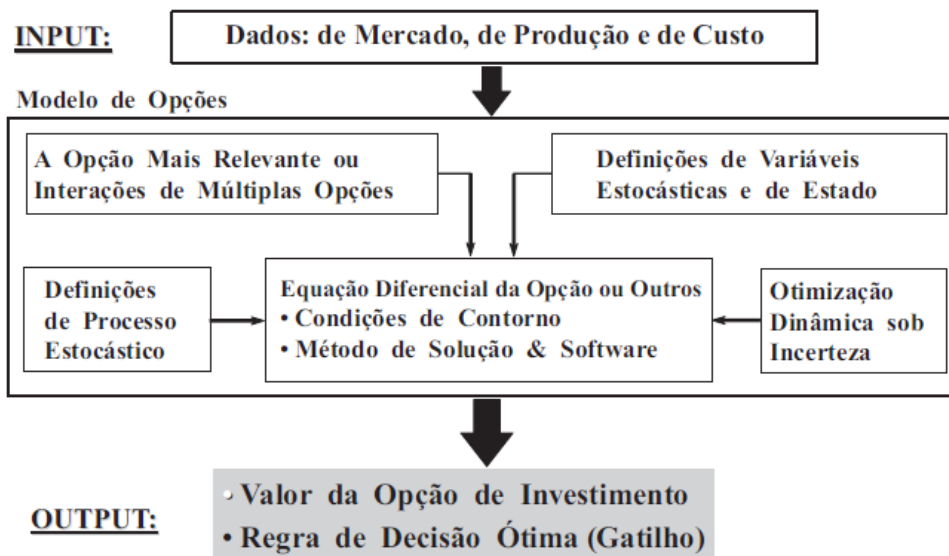 INPUT:
Dados: de Mercado, de Produção e de Custo
Modelo de Opções
A Opção Mais Relevante ou
Interações de Múltiplas Opções
Definições de Variáveis
Estocásticas e de Estado
Definições
de Processo
Estocástico
Equação Diferencial da Opção ou Outros
• Condições de Contorno
• Método de Solução & Software
Otimização
Dinâmica sob
Incerteza
OUTPUT:
• Valor da Opção de Investimento
• Regra de Decisão Ótima (Gatilho)